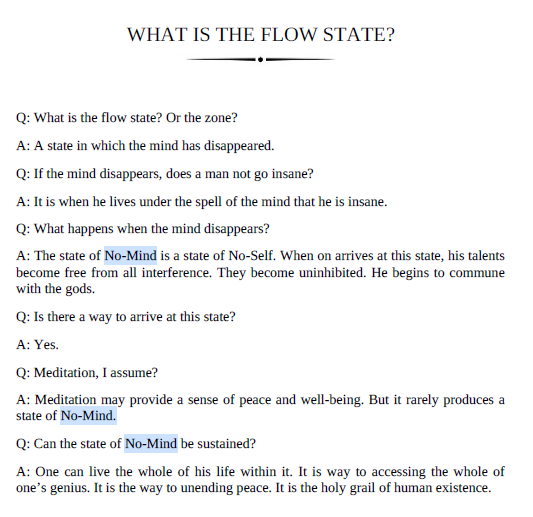 WHAT IS THE FLOW STATE?
Q: What is the flow state? Or the zone?
A: A state in which the mind has disappeared.
Q: If the mind disappears, does a man not go insane?
A: It is when he lives under the spell of the mind that he is insane.
Q: What happens when the mind disappears?
A: The state of No-Mind is a state of No-Self. When on arrives at this state, his talents
become free from all interference. They become uninhibited. He begins to commune
with the gods.
Q: Is there a way to arrive at this state?
A: Yes.
Q: Meditation, I assume?
A: Meditation may provide a sense of peace and well-being. But it rarely produces a
state of No-Mind.
Q: Can the state of No-Mind be sustained?
A: One can live the whole of his life within it. It is way to accessing the whole of
one’s genius. It is the way to unending peace. It is the holy grail of human existence.